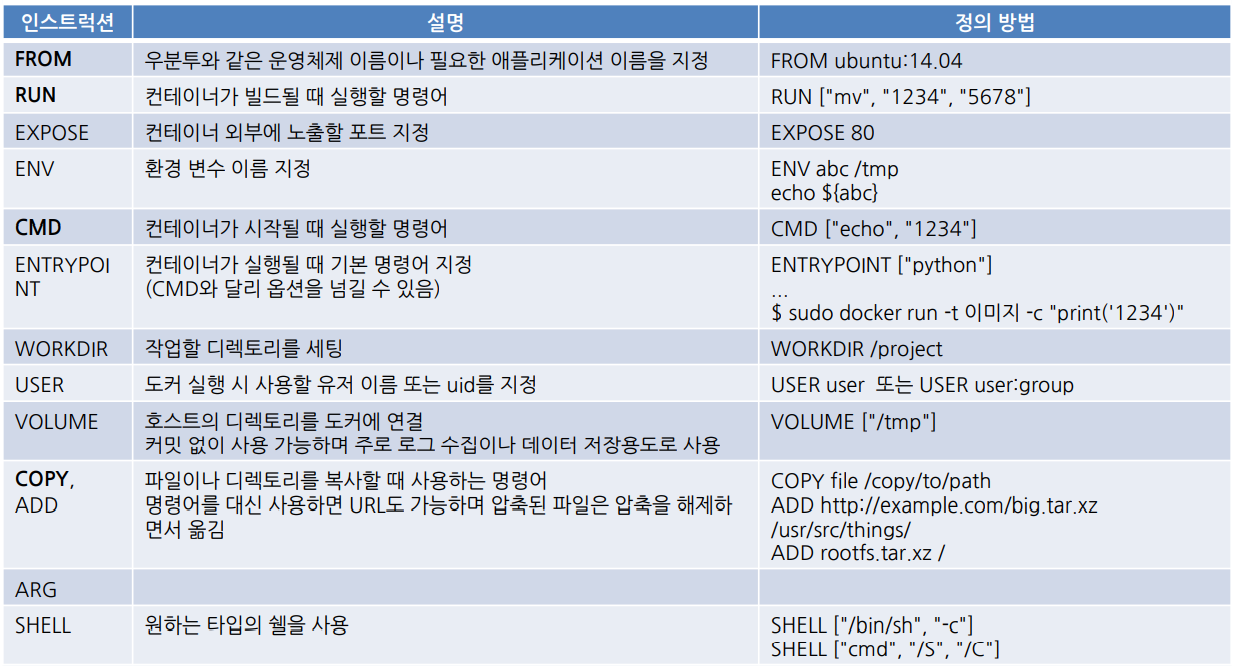 인스트럭션 설명 정의 방법
FROM 우분투와 같은 운영체제 이름이나 필요한 애플리케이션 이름을 지정 FROM ubuntu:14.04
RUN 컨테이너가 빌드될 때 실행할 명령어 RUN ["mv", "1234", "5678"]
EXPOSE 컨테이너 외부에 노출할 포트 지정 EXPOSE 80
ENV 환경 변수 이름 지정 ENV abc /tmp
echo ${abc}
CMD 컨테이너가 시작될 때 실행할 명령어 CMD ["echo", "1234"]
ENTRYPOI 컨테이너가 실행될 때 기본 명령어 지정 ENTRYPOINT ["python"]
NT (CMD와 달리 옵션을 넘길 수 있음) ...
$ sudo docker run -t 이미지 -c "print('1234')"
WORKDIR 작업할 디렉토리를 세팅 WORKDIR /project
USER 도커 실행 시 사용할 유저 이름 또는 uid를 지정 USER user 또는 USER user:group
VOLUME 호스트의 디렉토리를 도커에 연결 VOLUME ["/tmp"]
커밋 없이 사용 가능하며 주로 로그 수집이나 데이터 저장용도로 사용
COPY, 파일이나 디렉토리를 복사할 때 사용하는 명령어 COPY file /copy/to/path
ADD 명령어를 대신 사용하면 URL도 가능하며 압축된 파일은 압축을 해제하 ADD http://example.com/big.tar.xz
면서 옮김 /usr/src/things/
ADD rootfs.tar.xz /
ARG
SHELL 원하는 타입의 쉘을 사용 SHELL ["/bin/sh", "-c"]
SHELL ["cmd", "/S", "/C"]